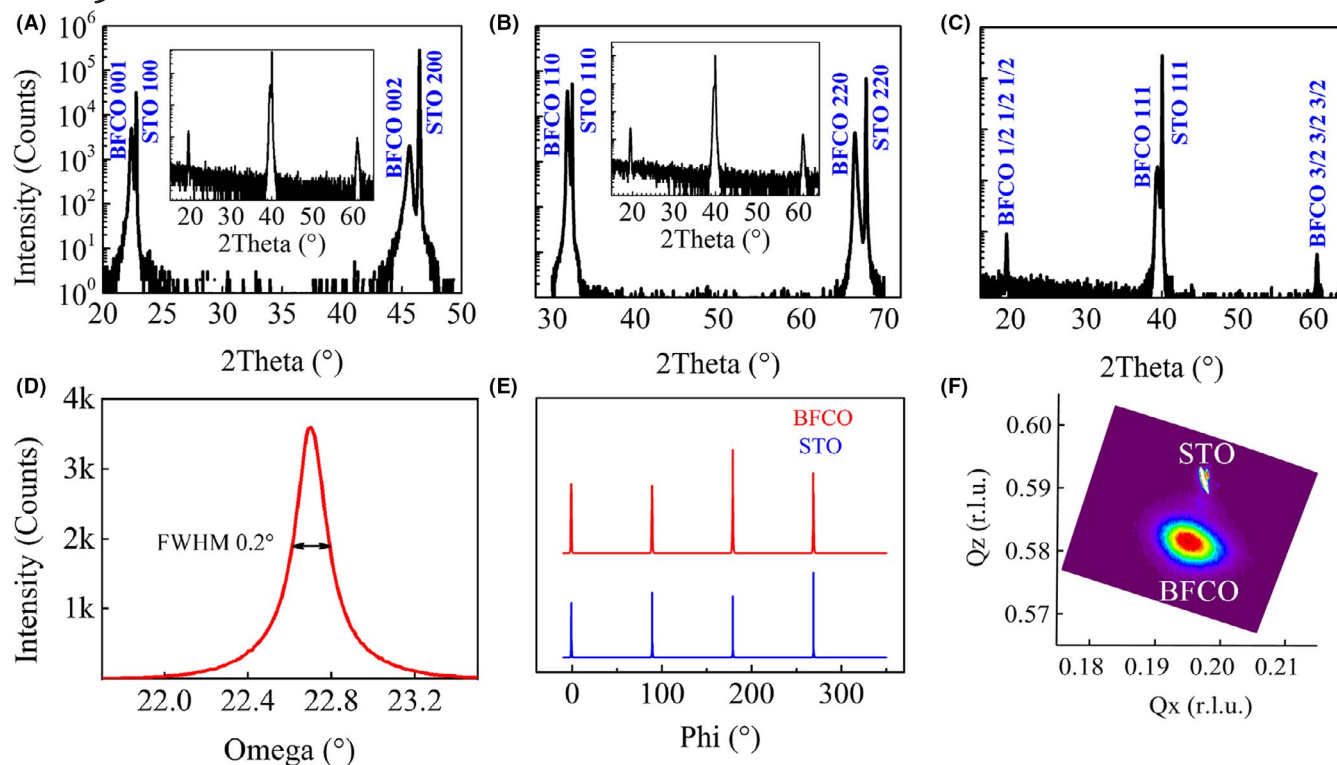 (A)
Intensity (Counts)
10^6
10^5
10^4
10^3
10^2
10^1
10^0
BFCO 001
STO 100
BFCO 002
STO 200
20 40 60
2Theta (°)
20 25 30 35 40 45 50
2Theta (°)
(B)
BFCO 110
STO 110
BFCO 220
STO 220
20 40 60
2Theta (°)
30 40 50 60 70
2Theta (°)
(C)
BFCO 1/2 1/2 1/2
BFCO 111
STO 111
BFCO 3/2 3/2 3/2
20 30 40 50 60
2Theta (°)
(D)
Intensity (Counts)
4k
3k
2k
1k
FWHM 0.2°
22.0 22.4 22.8 23.2
Omega (°)
(E)
BFCO
STO
0 100 200 300
Phi (°)
(F)
Qz (r.l.u.)
0.60
0.59
0.58
0.57
STO
BFCO
0.18 0.19 0.20 0.21
Qx (r.l.u.)